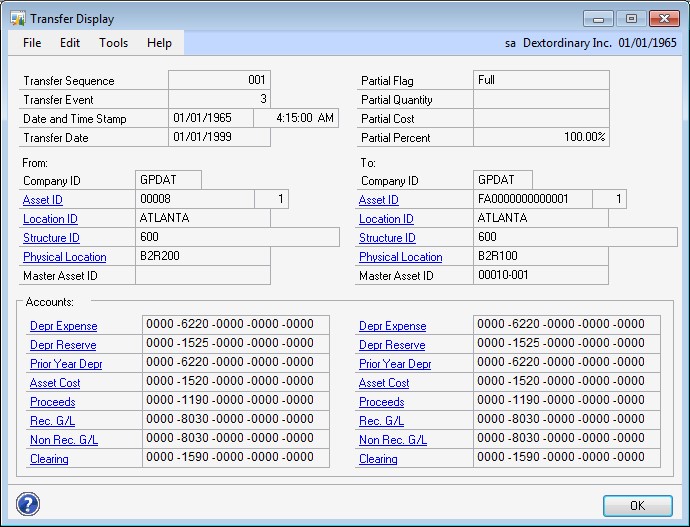 Transfer Display
File Edit Tools Help sa Dextordinary Inc. 01/01/1965
Transfer Sequence 001 Partial Flag Full
Transfer Event 3 Partial Quantity
Date and Time Stamp 01/01/1965 4:15:00 AM Partial Cost
Transfer Date 01/01/1999 Partial Percent 100.00%
From: To:
Company ID GPDAT Company ID GPDAT
Asset ID 00008 1 Asset ID FA0000000000001 1
Location ID ATLANTA Location ID ATLANTA
Structure ID 600 Structure ID 600
Physical Location B2R200 Physical Location B2R100
Master Asset ID Master Asset ID 00010-001
Accounts:
Depr Expense 0000 -6220 -0000 -0000 -0000 Depr Expense 0000 -6220 -0000 -0000 -0000
Depr Reserve 0000 -1525 -0000 -0000 -0000 Depr Reserve 0000 -1525 -0000 -0000 -0000
Prior Year Depr 0000 -6220 -0000 -0000 -0000 Prior Year Depr 0000 -6220 -0000 -0000 -0000
Asset Cost 0000 -1520 -0000 -0000 -0000 Asset Cost 0000 -1520 -0000 -0000 -0000
Proceeds 0000 -1190 -0000 -0000 -0000 Proceeds 0000 -1190 -0000 -0000 -0000
Rec. G/L 0000 -8030 -0000 -0000 -0000 Rec. G/L 0000 -8030 -0000 -0000 -0000
Non Rec. G/L 0000 -8030 -0000 -0000 -0000 Non Rec. G/L 0000 -8030 -0000 -0000 -0000
Clearing 0000 -1590 -0000 -0000 -0000 Clearing 0000 -1590 -0000 -0000 -0000
? OK